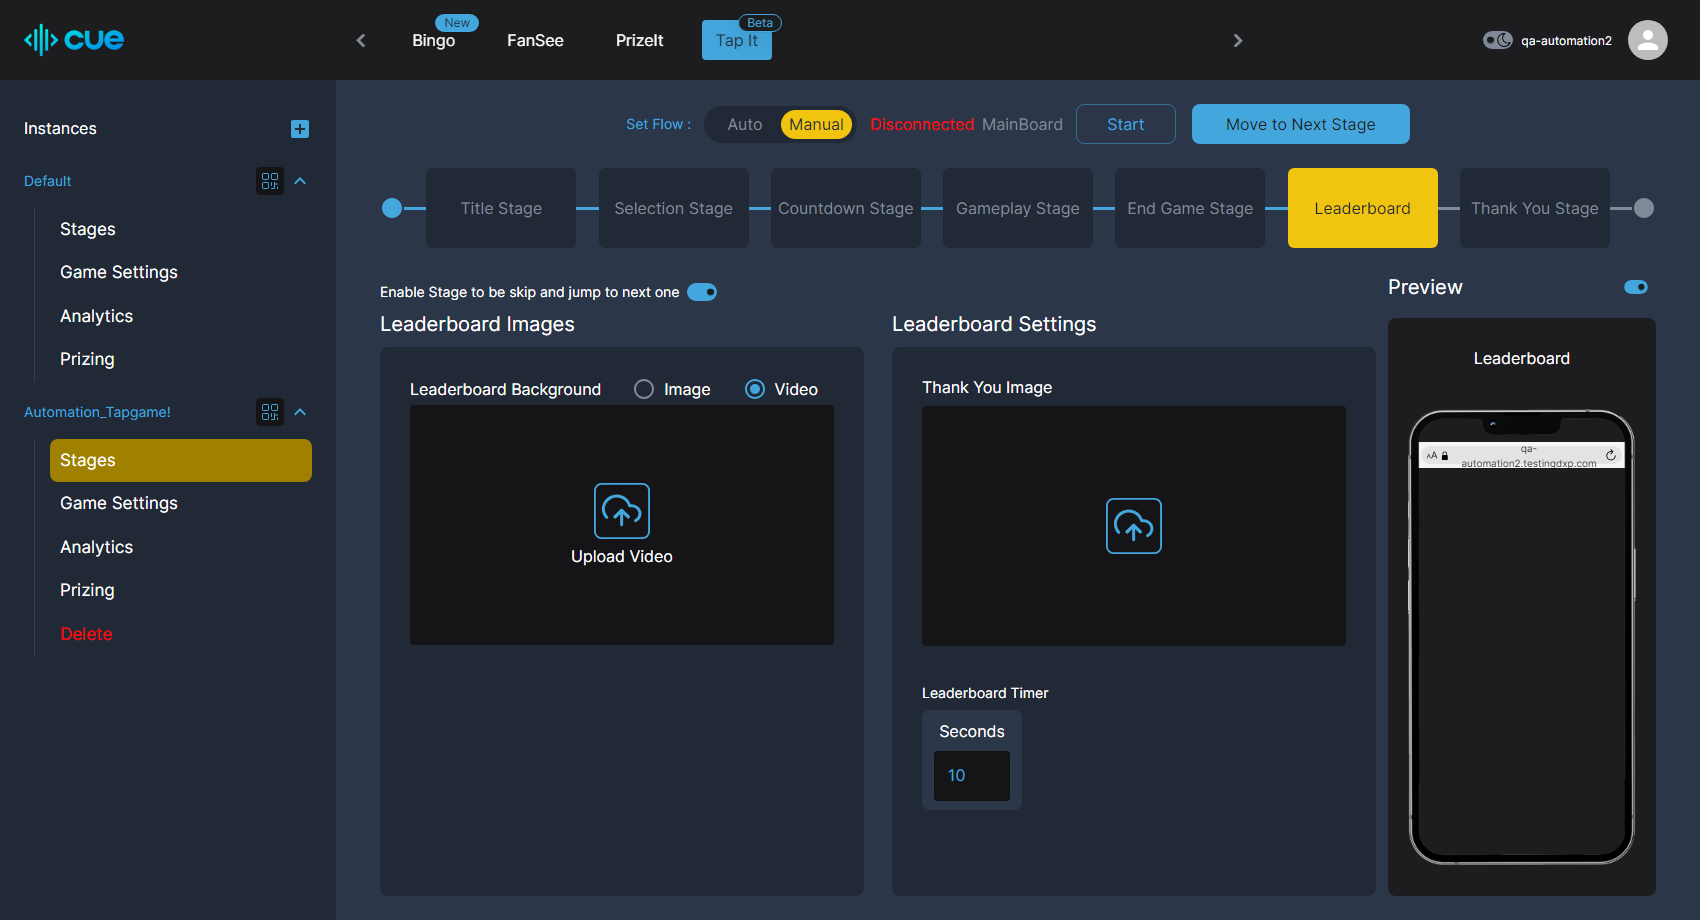 cue
New
Bingo
FanSee
PrizeIt
Beta
Tap It
qa-automation2
Instances
Default
Stages
Game Settings
Analytics
Prizing
Automation_Tapgame!
Stages
Game Settings
Analytics
Prizing
Delete
Set Flow :
Auto
Manual
Disconnected MainBoard
Start
Move to Next Stage
Title Stage
Selection Stage
Countdown Stage
Gameplay Stage
End Game Stage
Leaderboard
Thank You Stage
Enable Stage to be skip and jump to next one
Leaderboard Images
Leaderboard Background
Image
Video
Upload Video
Leaderboard Settings
Thank You Image
Leaderboard Timer
Seconds
10
Preview
Leaderboard
AA
qa-
automation2.testingdxp.com